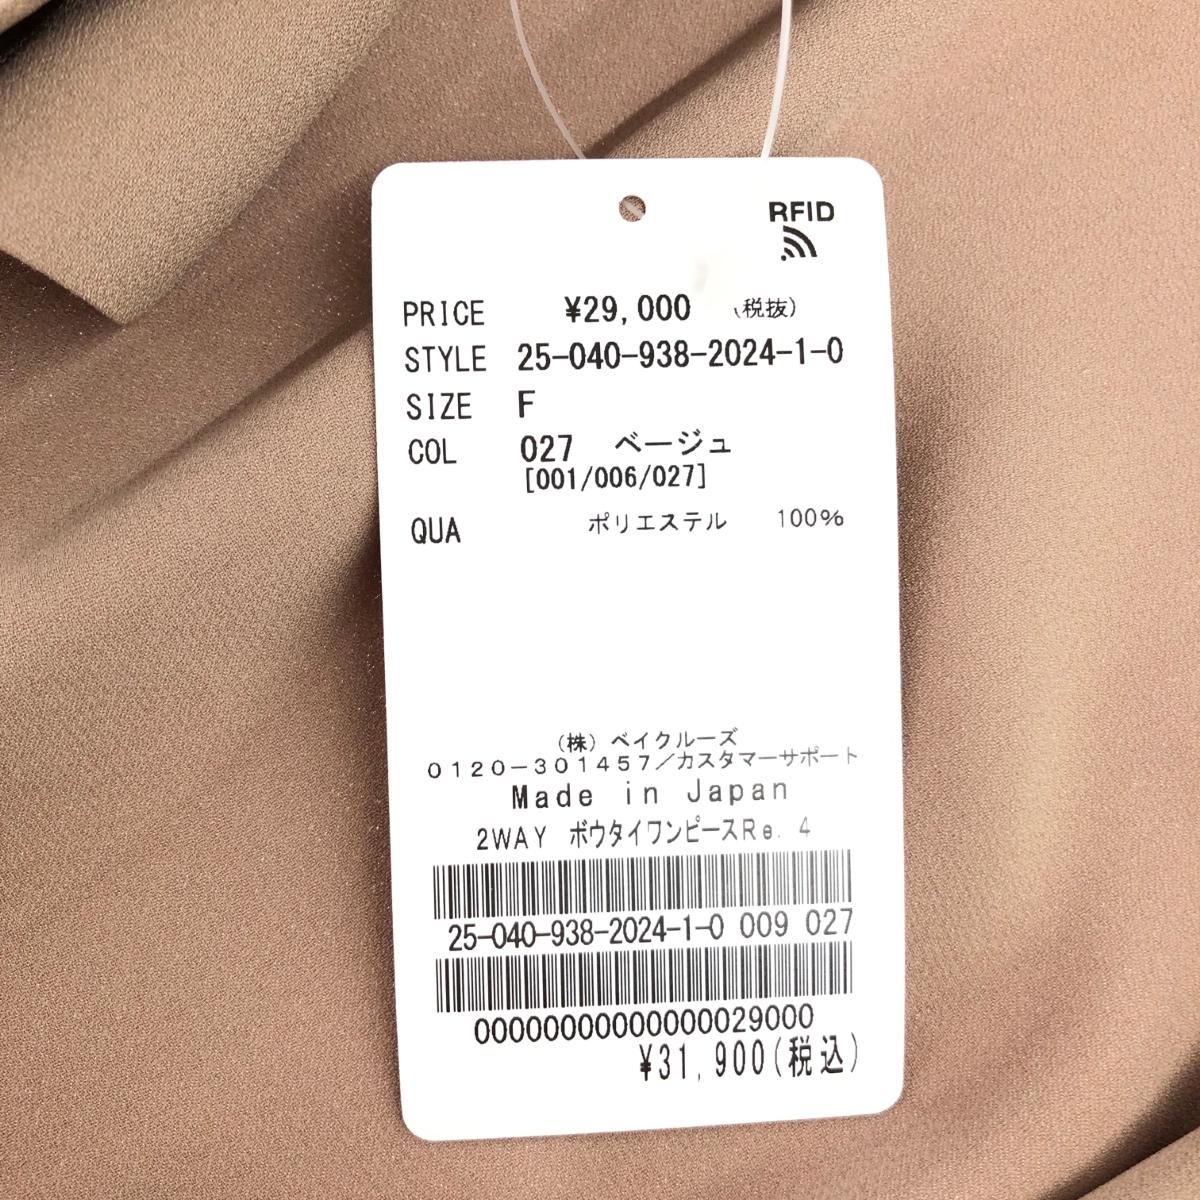 RFID
PRICE ¥29,000 (税抜)
STYLE 25-040-938-2024-1-0
SIZE F
COL 027 ベージュ
[001/006/027]
QUA ポリエステル 100%
(株)ベイクルーズ
0120-301457/カスタマーサポート
Made in Japan
2WAY ボウタイワンピースRe.4
25-040-938-2024-1-0 009 027
00000000000000029000
¥31,900(税込)